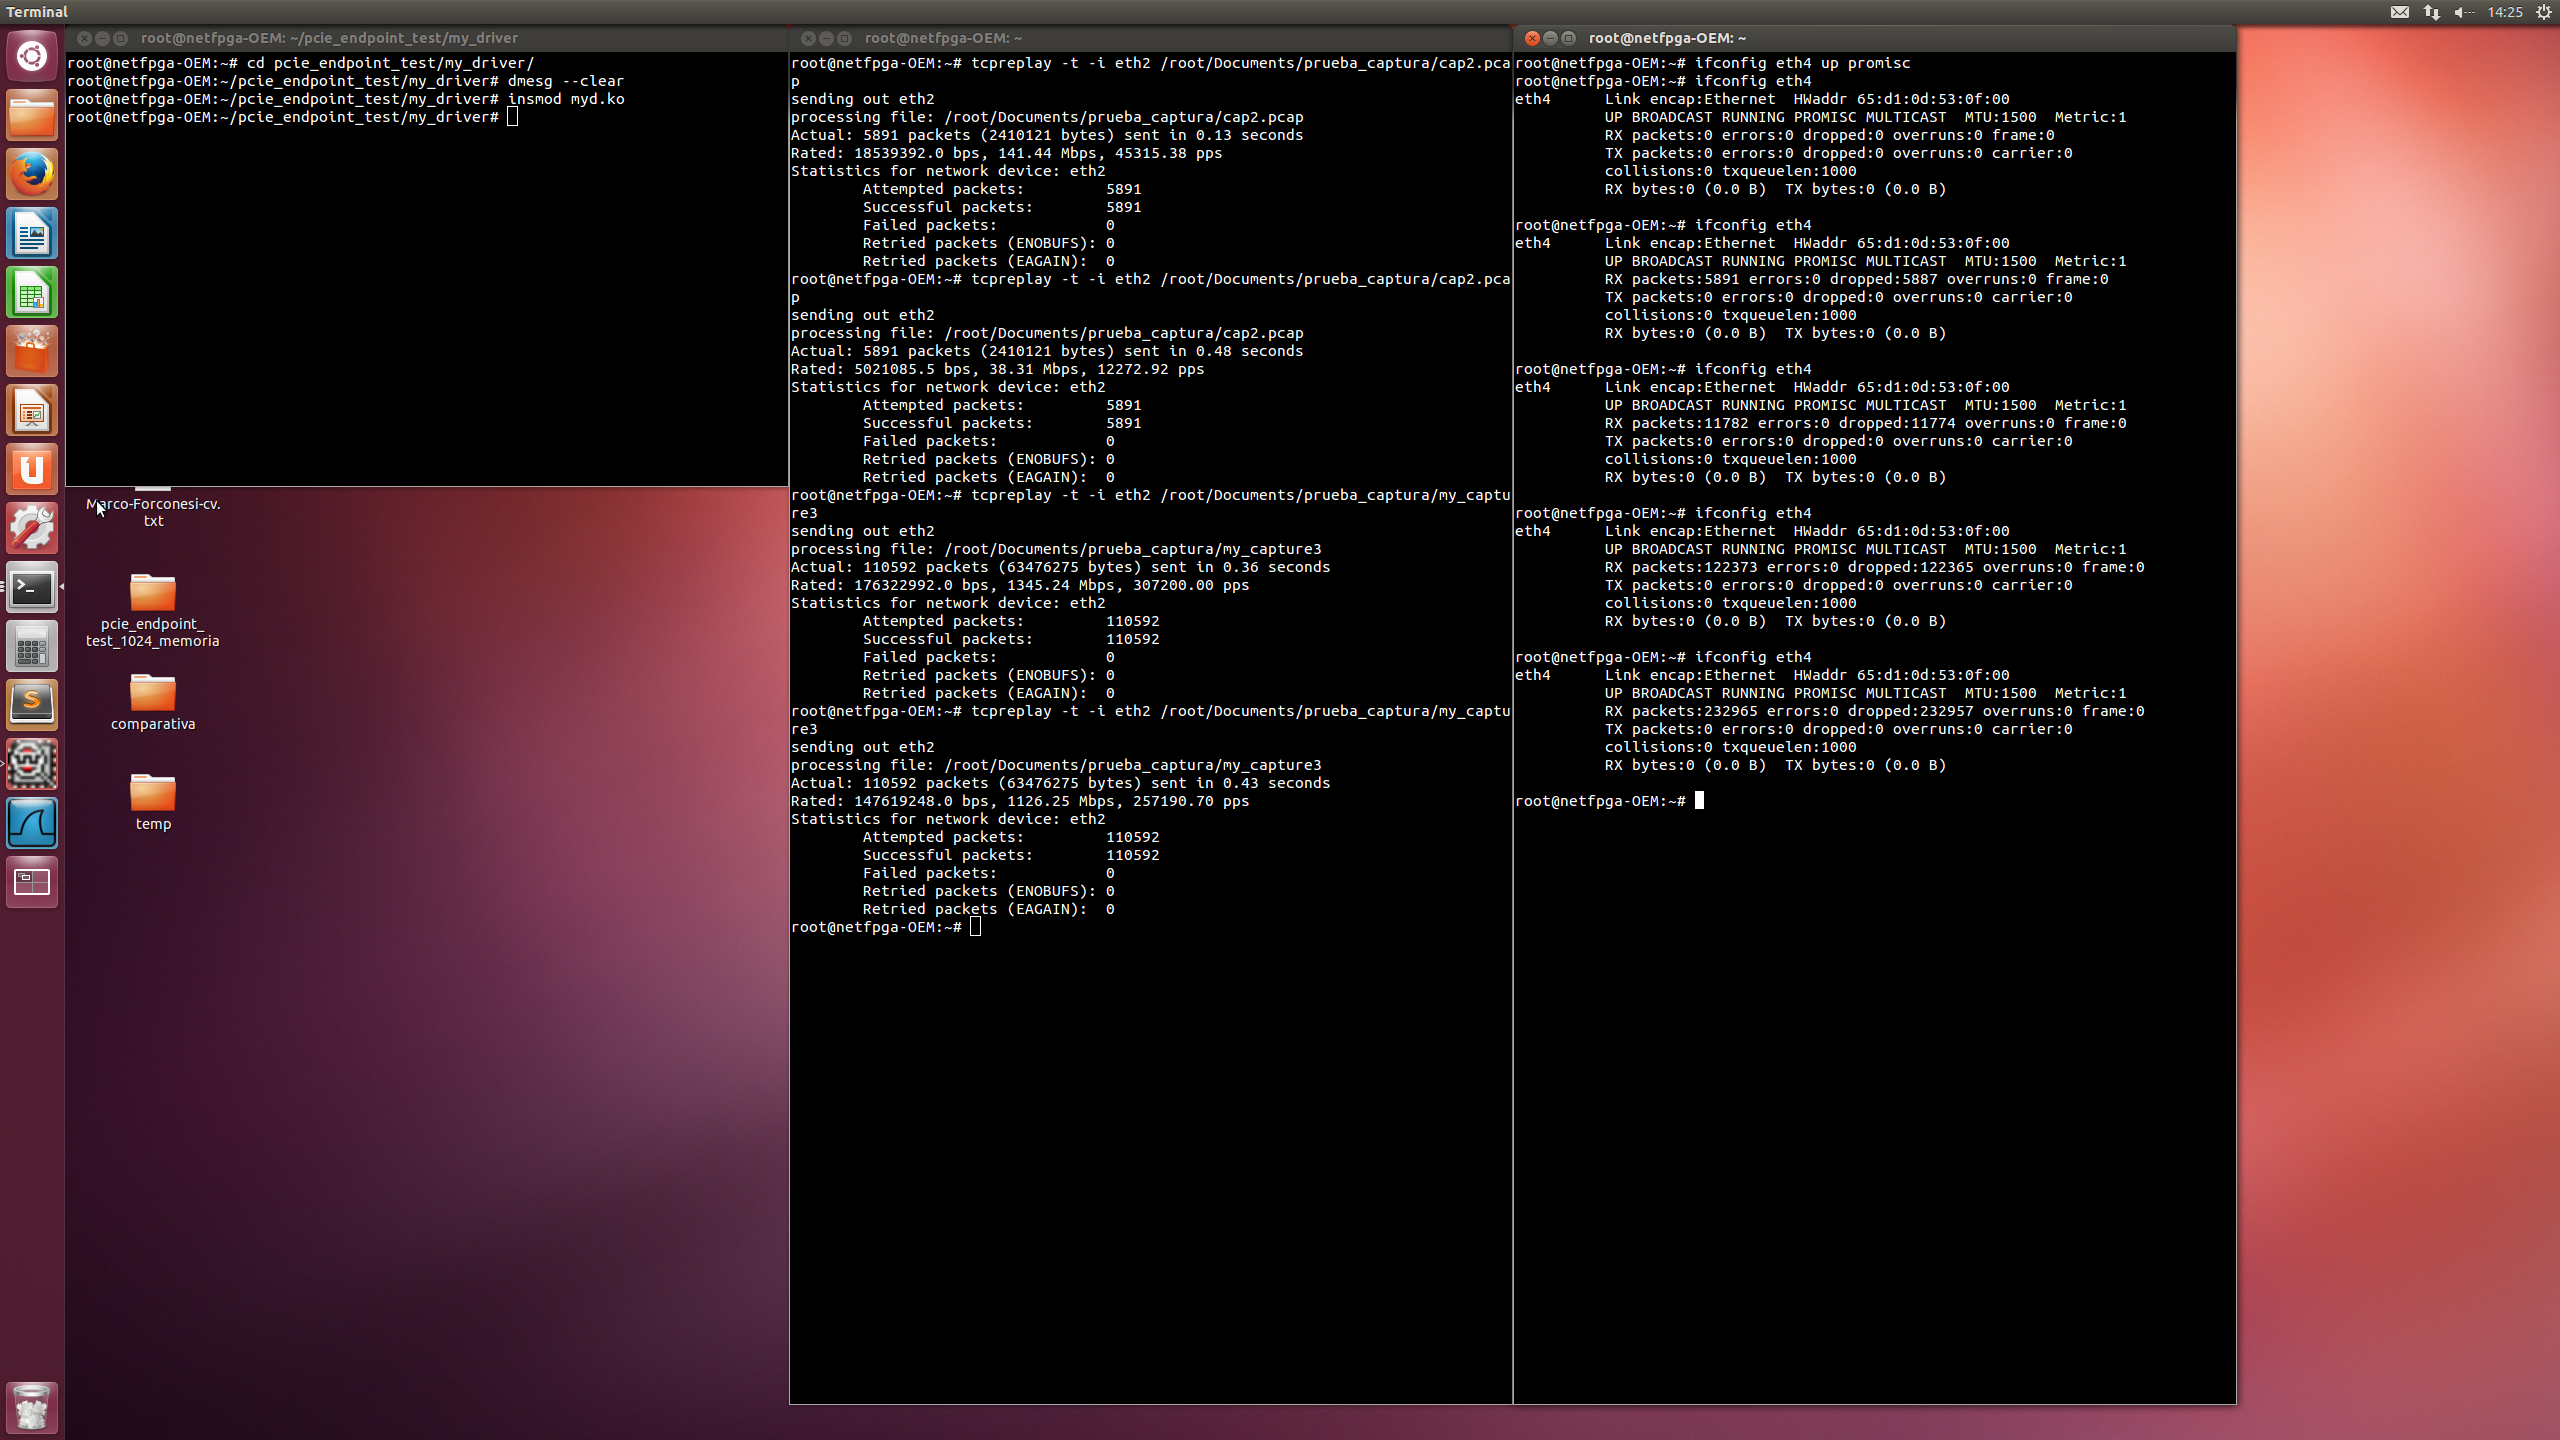 Terminal
14:25
root@netfpga-OEM: ~/pcie_endpoint_test/my_driver
root@netfpga-OEM:~# cd pcie_endpoint_test/my_driver/
root@netfpga-OEM:~/pcie_endpoint_test/my_driver# dmesg --clear
root@netfpga-OEM:~/pcie_endpoint_test/my_driver# insmod myd.ko
root@netfpga-OEM:~/pcie_endpoint_test/my_driver#
Marco-Forconesi-cv.
txt
pcie_endpoint_
test_1024_memoria
comparativa
temp
root@netfpga-OEM: ~
root@netfpga-OEM:~# tcpreplay -t -i eth2 /root/Documents/prueba_captura/cap2.pca
p
sending out eth2
processing file: /root/Documents/prueba_captura/cap2.pcap
Actual: 5891 packets (2410121 bytes) sent in 0.13 seconds
Rated: 18539392.0 bps, 141.44 Mbps, 45315.38 pps
Statistics for network device: eth2
Attempted packets: 5891
Successful packets: 5891
Failed packets: 0
Retried packets (ENOBUFS): 0
Retried packets (EAGAIN): 0
root@netfpga-OEM:~# tcpreplay -t -i eth2 /root/Documents/prueba_captura/cap2.pca
p
sending out eth2
processing file: /root/Documents/prueba_captura/cap2.pcap
Actual: 5891 packets (2410121 bytes) sent in 0.48 seconds
Rated: 5021085.5 bps, 38.31 Mbps, 12272.92 pps
Statistics for network device: eth2
Attempted packets: 5891
Successful packets: 5891
Failed packets: 0
Retried packets (ENOBUFS): 0
Retried packets (EAGAIN): 0
root@netfpga-OEM:~# tcpreplay -t -i eth2 /root/Documents/prueba_captura/my_captu
re3
sending out eth2
processing file: /root/Documents/prueba_captura/my_capture3
Actual: 110592 packets (63476275 bytes) sent in 0.36 seconds
Rated: 176322992.0 bps, 1345.24 Mbps, 307200.00 pps
Statistics for network device: eth2
Attempted packets: 110592
Successful packets: 110592
Failed packets: 0
Retried packets (ENOBUFS): 0
Retried packets (EAGAIN): 0
root@netfpga-OEM:~# tcpreplay -t -i eth2 /root/Documents/prueba_captura/my_captu
re3
sending out eth2
processing file: /root/Documents/prueba_captura/my_capture3
Actual: 110592 packets (63476275 bytes) sent in 0.43 seconds
Rated: 147619248.0 bps, 1126.25 Mbps, 257190.70 pps
Statistics for network device: eth2
Attempted packets: 110592
Successful packets: 110592
Failed packets: 0
Retried packets (ENOBUFS): 0
Retried packets (EAGAIN): 0
root@netfpga-OEM:~#
root@netfpga-OEM: ~
root@netfpga-OEM:~# ifconfig eth4 up promisc
root@netfpga-OEM:~# ifconfig eth4
eth4 Link encap:Ethernet HWaddr 65:d1:0d:53:0f:00
UP BROADCAST RUNNING PROMISC MULTICAST MTU:1500 Metric:1
RX packets:0 errors:0 dropped:0 overruns:0 frame:0
TX packets:0 errors:0 dropped:0 overruns:0 carrier:0
collisions:0 txqueuelen:1000
RX bytes:0 (0.0 B) TX bytes:0 (0.0 B)
root@netfpga-OEM:~# ifconfig eth4
eth4 Link encap:Ethernet HWaddr 65:d1:0d:53:0f:00
UP BROADCAST RUNNING PROMISC MULTICAST MTU:1500 Metric:1
RX packets:5891 errors:0 dropped:5887 overruns:0 frame:0
TX packets:0 errors:0 dropped:0 overruns:0 carrier:0
collisions:0 txqueuelen:1000
RX bytes:0 (0.0 B) TX bytes:0 (0.0 B)
root@netfpga-OEM:~# ifconfig eth4
eth4 Link encap:Ethernet HWaddr 65:d1:0d:53:0f:00
UP BROADCAST RUNNING PROMISC MULTICAST MTU:1500 Metric:1
RX packets:11782 errors:0 dropped:11774 overruns:0 frame:0
TX packets:0 errors:0 dropped:0 overruns:0 carrier:0
collisions:0 txqueuelen:1000
RX bytes:0 (0.0 B) TX bytes:0 (0.0 B)
root@netfpga-OEM:~# ifconfig eth4
eth4 Link encap:Ethernet HWaddr 65:d1:0d:53:0f:00
UP BROADCAST RUNNING PROMISC MULTICAST MTU:1500 Metric:1
RX packets:122373 errors:0 dropped:122365 overruns:0 frame:0
TX packets:0 errors:0 dropped:0 overruns:0 carrier:0
collisions:0 txqueuelen:1000
RX bytes:0 (0.0 B) TX bytes:0 (0.0 B)
root@netfpga-OEM:~# ifconfig eth4
eth4 Link encap:Ethernet HWaddr 65:d1:0d:53:0f:00
UP BROADCAST RUNNING PROMISC MULTICAST MTU:1500 Metric:1
RX packets:232965 errors:0 dropped:232957 overruns:0 frame:0
TX packets:0 errors:0 dropped:0 overruns:0 carrier:0
collisions:0 txqueuelen:1000
RX bytes:0 (0.0 B) TX bytes:0 (0.0 B)
root@netfpga-OEM:~#